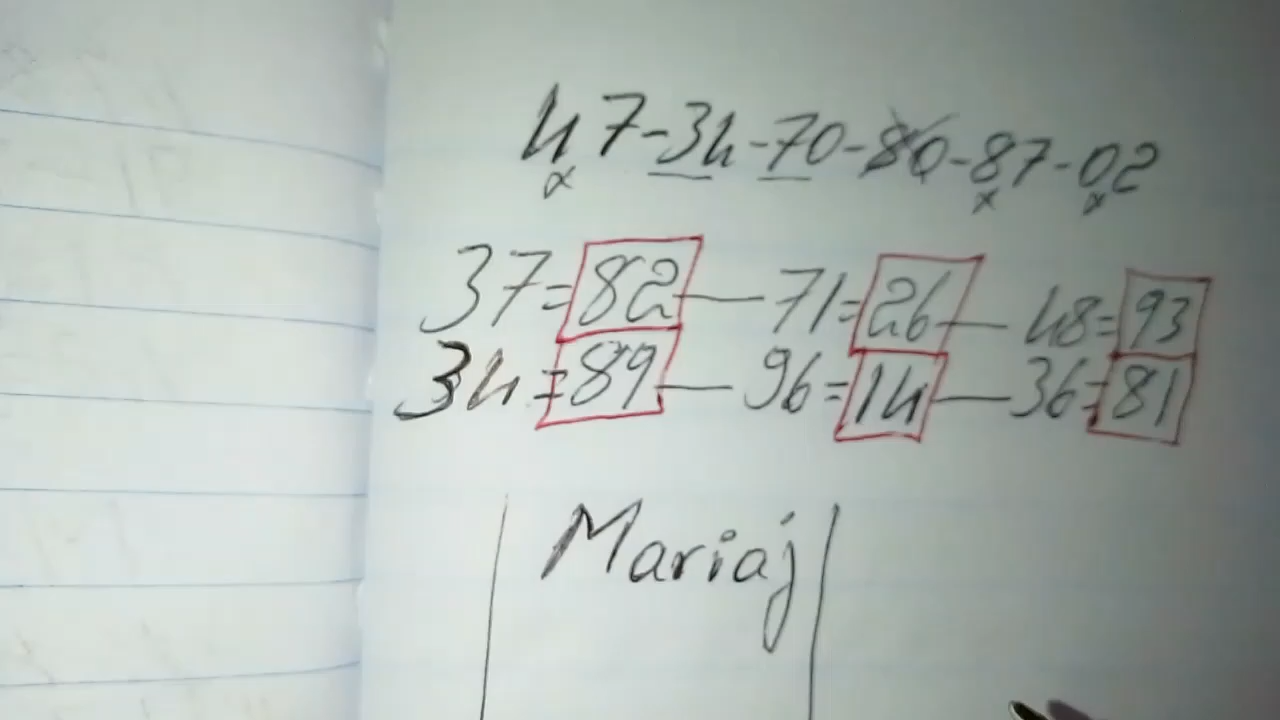 47-34-70-80-87-02
x x x
37=82—71=26—48=93
34=89—96=14—36=81
Mariaj